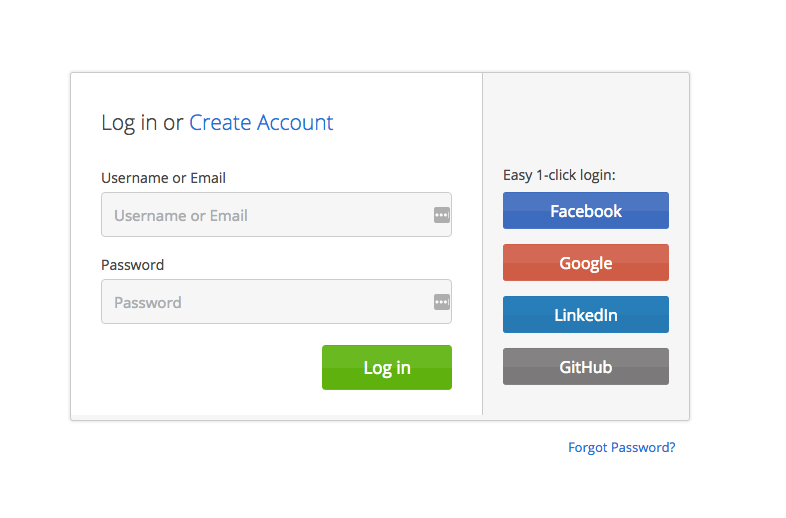 Log in or Create Account
Username or Email
Username or Email
Password
Password
Log in
Easy 1-click login:
Facebook
Google
LinkedIn
GitHub
Forgot Password?